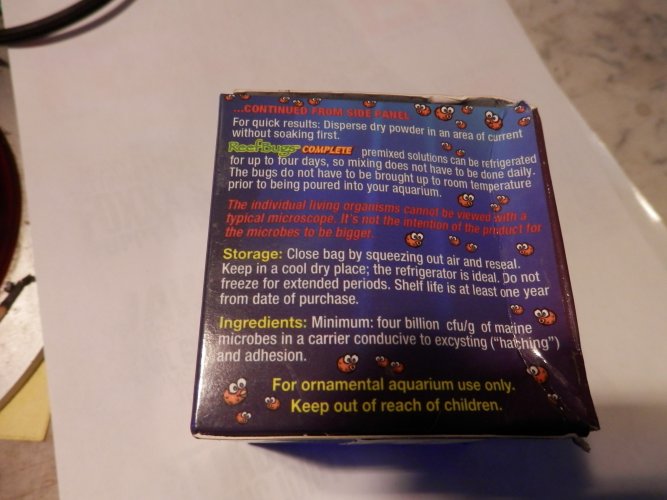 ...CONTINUED FROM SIDE PANEL
For quick results: Disperse dry powder in an area of current
without soaking first.
ReefBugs COMPLETE premixed solutions can be refrigerated
for up to four days, so mixing does not have to be done daily.
The bugs do not have to be brought up to room temperature
prior to being poured into your aquarium.
The individual living organisms cannot be viewed with a
typical microscope. It's not the intention of the product for
the microbes to be bigger.
Storage: Close bag by squeezing out air and reseal.
Keep in a cool dry place; the refrigerator is ideal. Do not
freeze for extended periods. Shelf life is at least one year
from date of purchase.
Ingredients: Minimum: four billion cfu/g of marine
microbes in a carrier conducive to excysting ("hatching")
and adhesion.
For ornamental aquarium use only.
Keep out of reach of children.